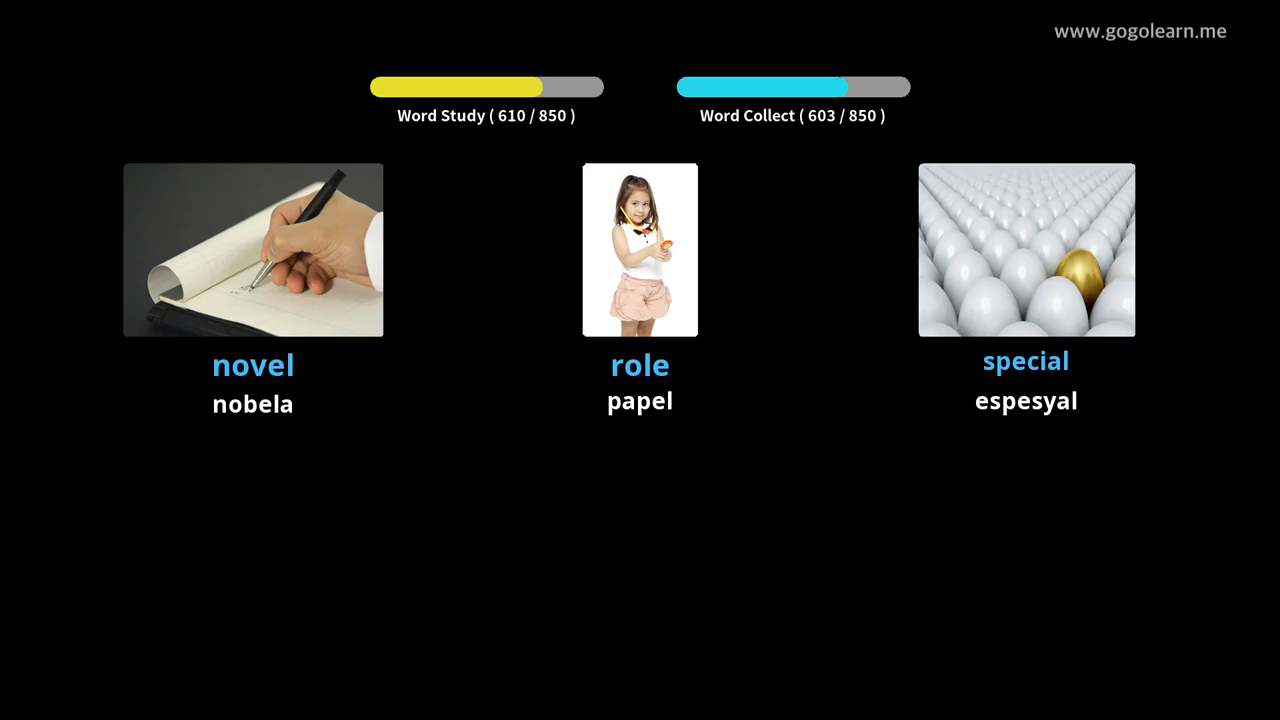 www.gogolearn.me
Word Study ( 610 / 850 )
Word Collect ( 603 / 850 )
novel
nobela
role
papel
special
espesyal